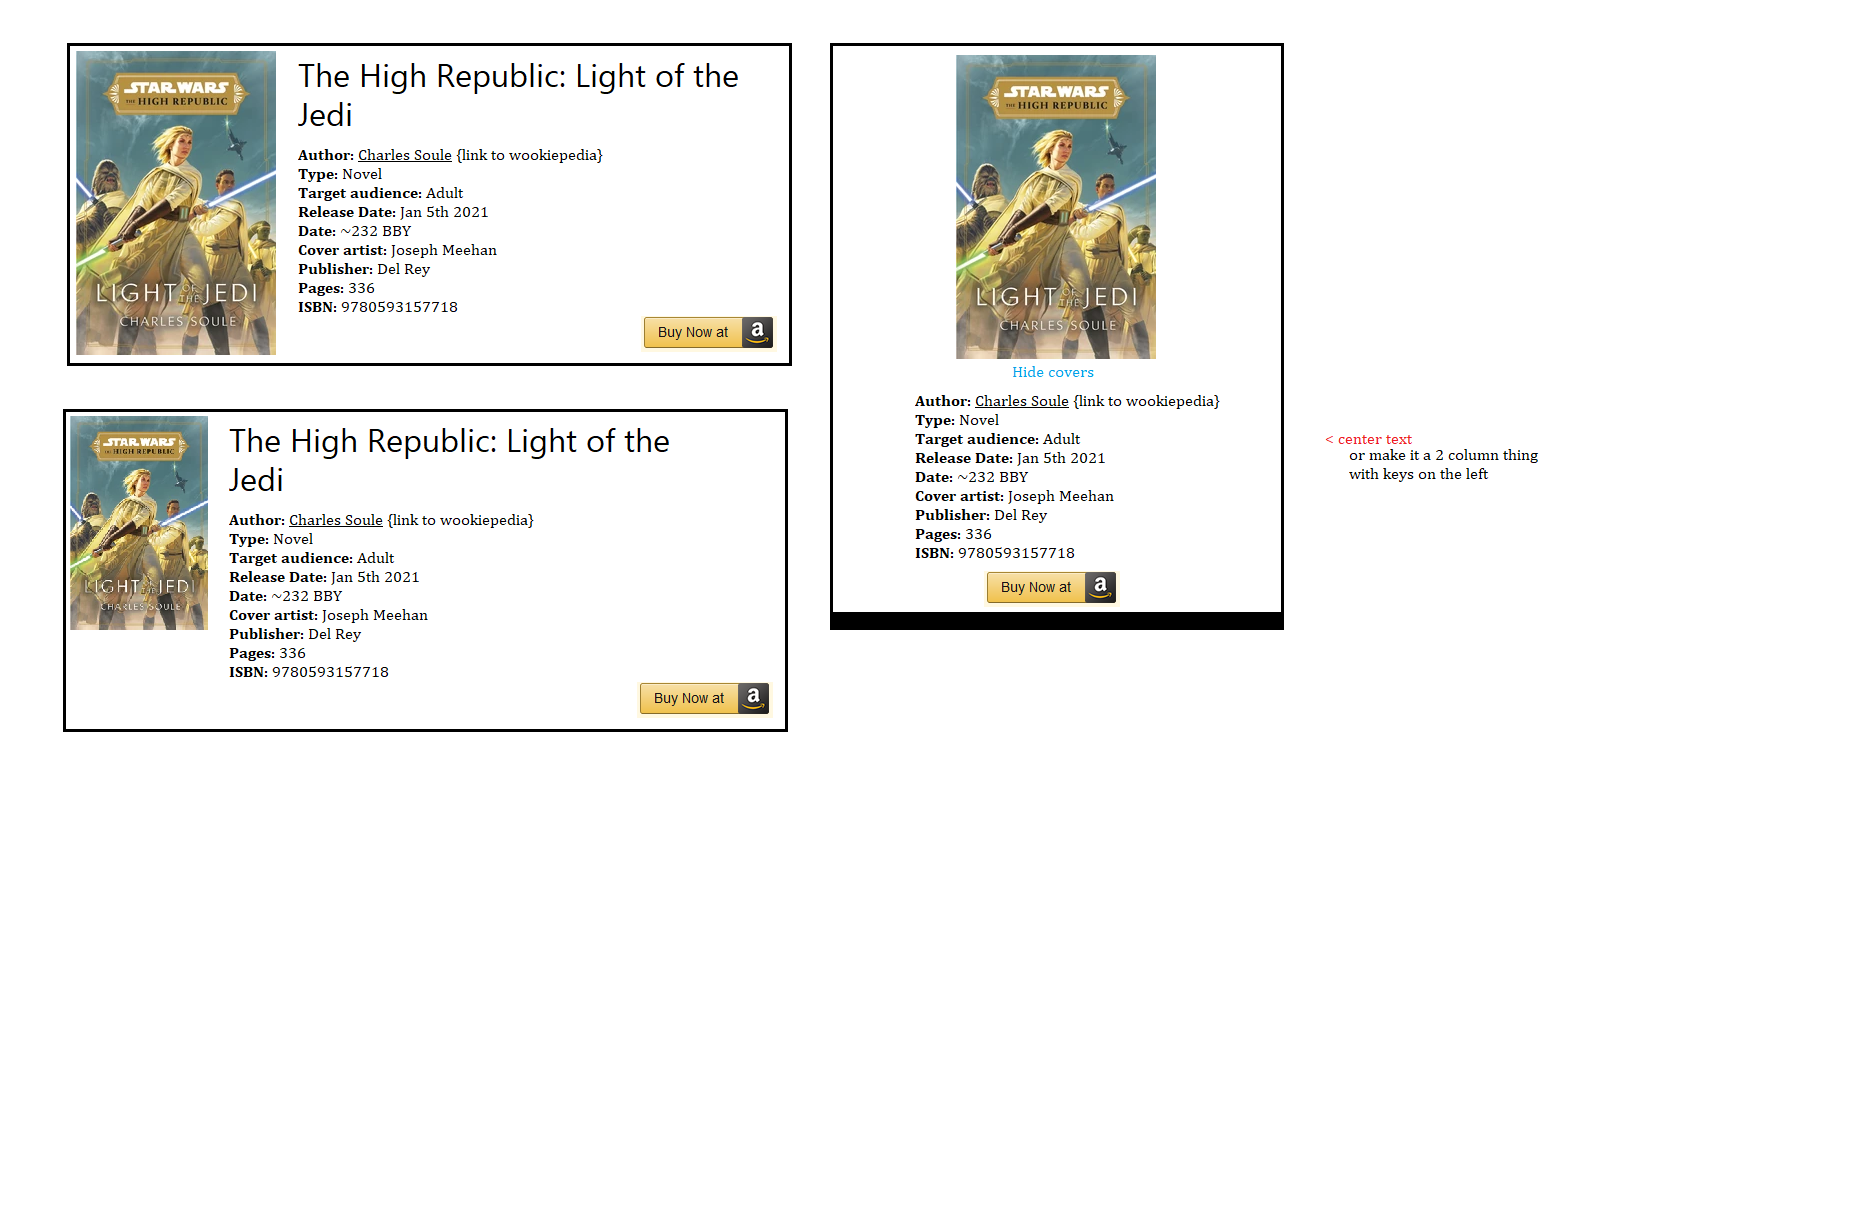 STAR WARS
THE HIGH REPUBLIC
LIGHT OF THE JEDI
CHARLES SOULE
The High Republic: Light of the
Jedi
Author: Charles Soule {link to wookiepedia}
Type: Novel
Target audience: Adult
Release Date: Jan 5th 2021
Date: ~232 BBY
Cover artist: Joseph Meehan
Publisher: Del Rey
Pages: 336
ISBN: 9780593157718
Buy Now at a
STAR WARS
THE HIGH REPUBLIC
LIGHT OF THE JEDI
CHARLES SOULE
The High Republic: Light of the
Jedi
Author: Charles Soule {link to wookiepedia}
Type: Novel
Target audience: Adult
Release Date: Jan 5th 2021
Date: ~232 BBY
Cover artist: Joseph Meehan
Publisher: Del Rey
Pages: 336
ISBN: 9780593157718
Buy Now at a
STAR WARS
THE HIGH REPUBLIC
LIGHT OF THE JEDI
CHARLES SOULE
Hide covers
Author: Charles Soule {link to wookiepedia}
Type: Novel
Target audience: Adult
Release Date: Jan 5th 2021
Date: ~232 BBY
Cover artist: Joseph Meehan
Publisher: Del Rey
Pages: 336
ISBN: 9780593157718
Buy Now at a
< center text
or make it a 2 column thing
with keys on the left